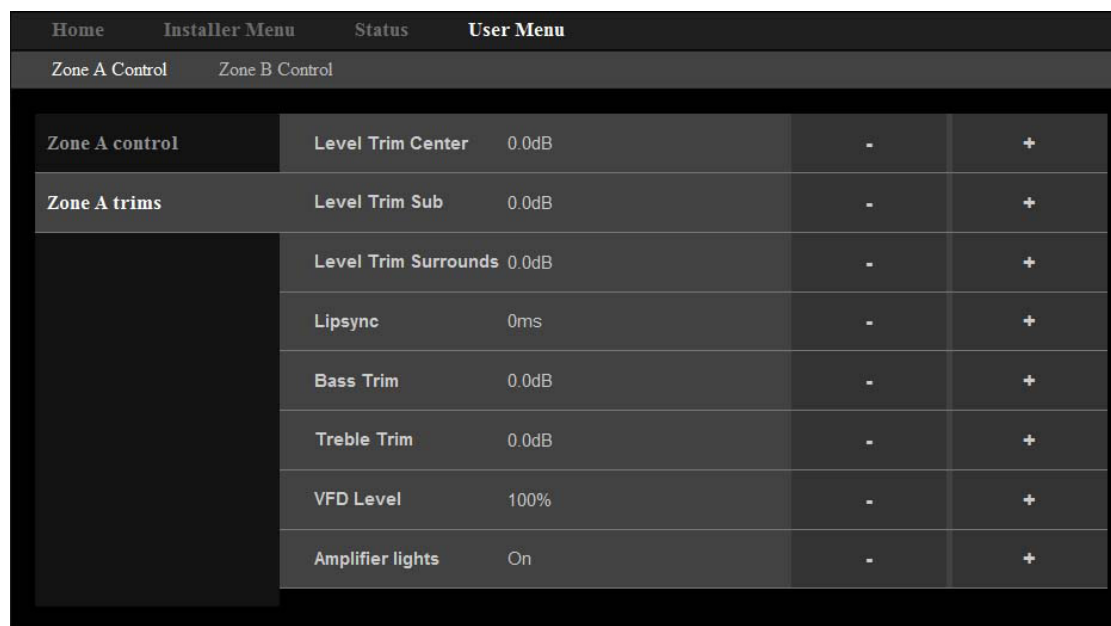 Home Installer Menu Status User Menu
Zone A Control Zone B Control
Zone A control Level Trim Center 0.0dB - +
Zone A trims Level Trim Sub 0.0dB - +
Level Trim Surrounds 0.0dB - +
Lipsync 0ms - +
Bass Trim 0.0dB - +
Treble Trim 0.0dB - +
VFD Level 100% - +
Amplifier lights On - +